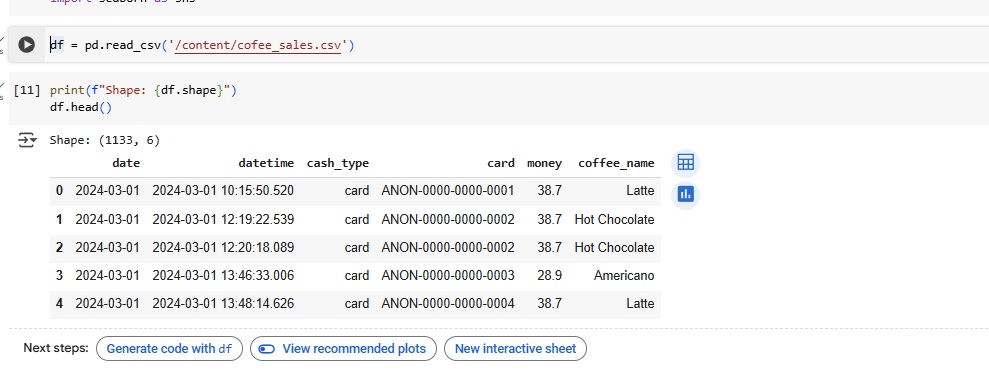 import seaborn as sns
df = pd.read_csv('/content/cofee_sales.csv')
[11] print(f"Shape: {df.shape}")
df.head()
Shape: (1133, 6)
date datetime cash_type card money coffee_name
0 2024-03-01 2024-03-01 10:15:50.520 card ANON-0000-0000-0001 38.7 Latte
1 2024-03-01 2024-03-01 12:19:22.539 card ANON-0000-0000-0002 38.7 Hot Chocolate
2 2024-03-01 2024-03-01 12:20:18.089 card ANON-0000-0000-0002 38.7 Hot Chocolate
3 2024-03-01 2024-03-01 13:46:33.006 card ANON-0000-0000-0003 28.9 Americano
4 2024-03-01 2024-03-01 13:48:14.626 card ANON-0000-0000-0004 38.7 Latte
Next steps: Generate code with df View recommended plots New interactive sheet